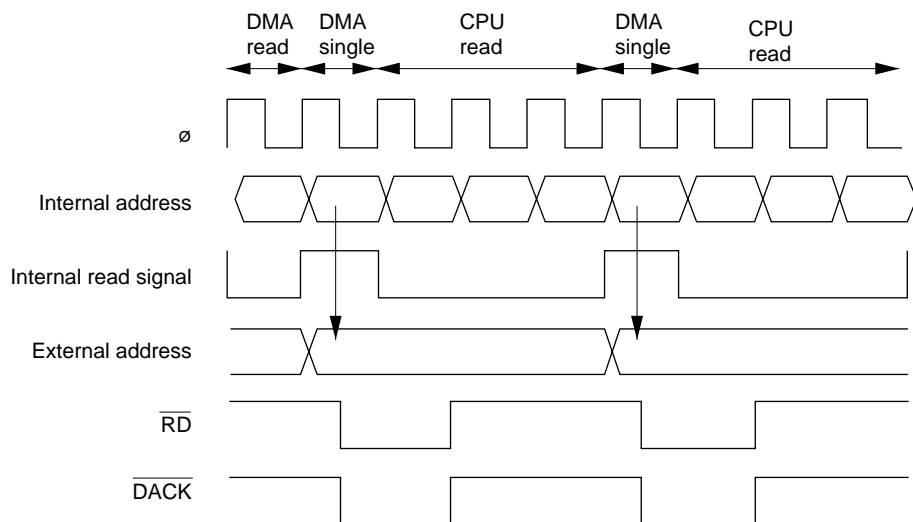 DMA read
DMA single
CPU read
DMA single
CPU read
ø
Internal address
Internal read signal
External address
RD
DACK